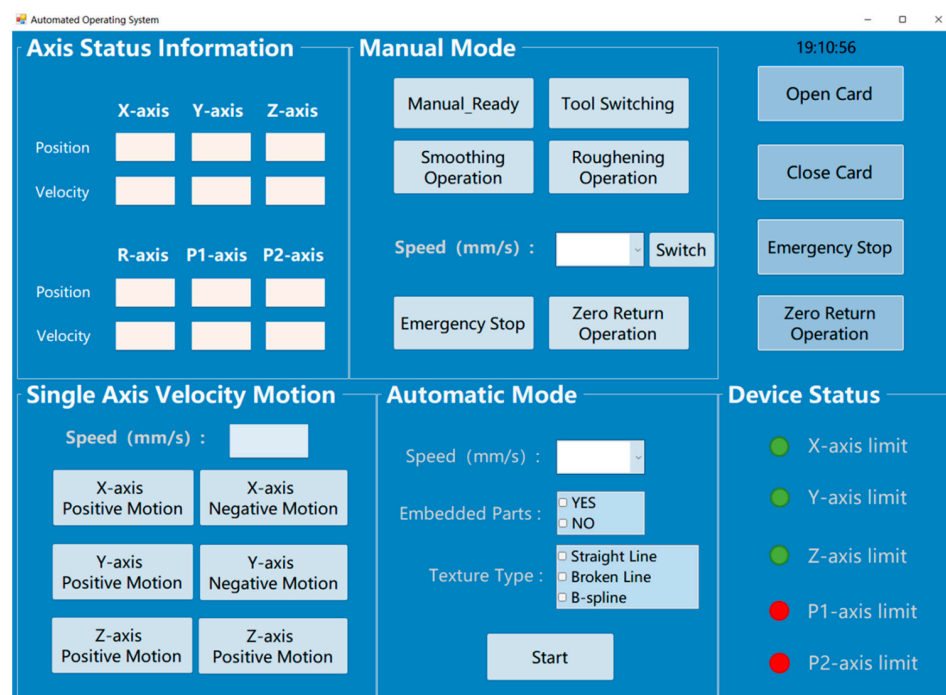 Automated Operating System
Axis Status Information
X-axis Y-axis Z-axis
Position
Velocity
R-axis P1-axis P2-axis
Position
Velocity
Manual Mode
Manual_Ready
Tool Switching
Smoothing
Operation
Roughening
Operation
Speed (mm/s) :
Switch
Emergency Stop
Zero Return
Operation
19:10:56
Open Card
Close Card
Emergency Stop
Zero Return
Operation
Single Axis Velocity Motion
Speed (mm/s) :
X-axis
Positive Motion
X-axis
Negative Motion
Y-axis
Positive Motion
Y-axis
Negative Motion
Z-axis
Positive Motion
Z-axis
Positive Motion
Automatic Mode
Speed (mm/s) :
Embedded Parts :
YES
NO
Texture Type :
Straight Line
Broken Line
B-spline
Start
Device Status
X-axis limit
Y-axis limit
Z-axis limit
P1-axis limit
P2-axis limit